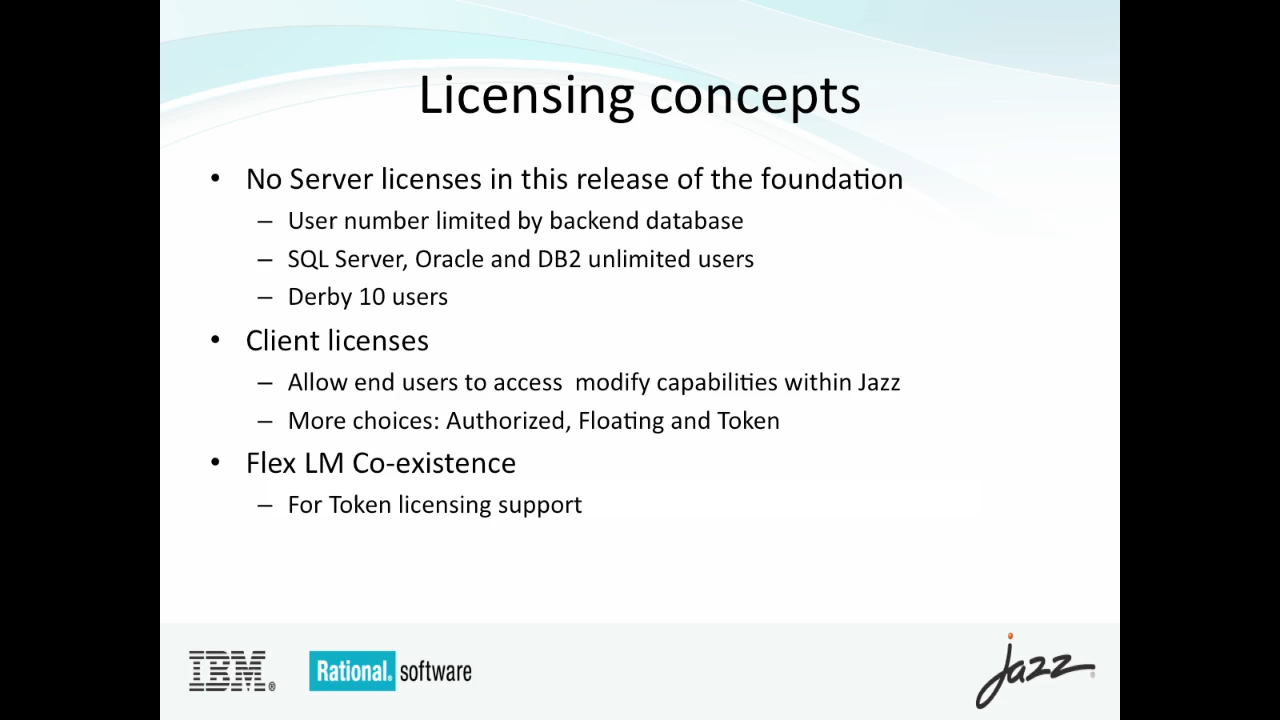 Licensing concepts
• No Server licenses in this release of the foundation
– User number limited by backend database
– SQL Server, Oracle and DB2 unlimited users
– Derby 10 users
• Client licenses
– Allow end users to access  modify capabilities within Jazz
– More choices: Authorized, Floating and Token
• Flex LM Co-existence
– For Token licensing support
IBM® Rational® software
jazz®